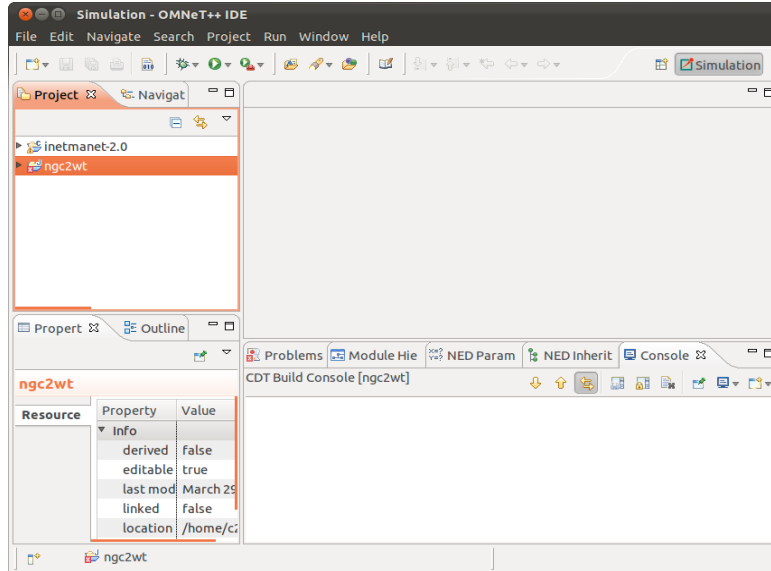 Simulation - OMNeT++ IDE
File Edit Navigate Search Project Run Window Help
010
Simulation
Project Navigat
inetmanet-2.0
ngc2wt
Propert Outline
ngc2wt
Resource
Property Value
Info
derived false
editable true
last mod March 29
linked false
location /home/c2
Problems Module Hie NED Param NED Inherit Console
CDT Build Console [ngc2wt]
ngc2wt